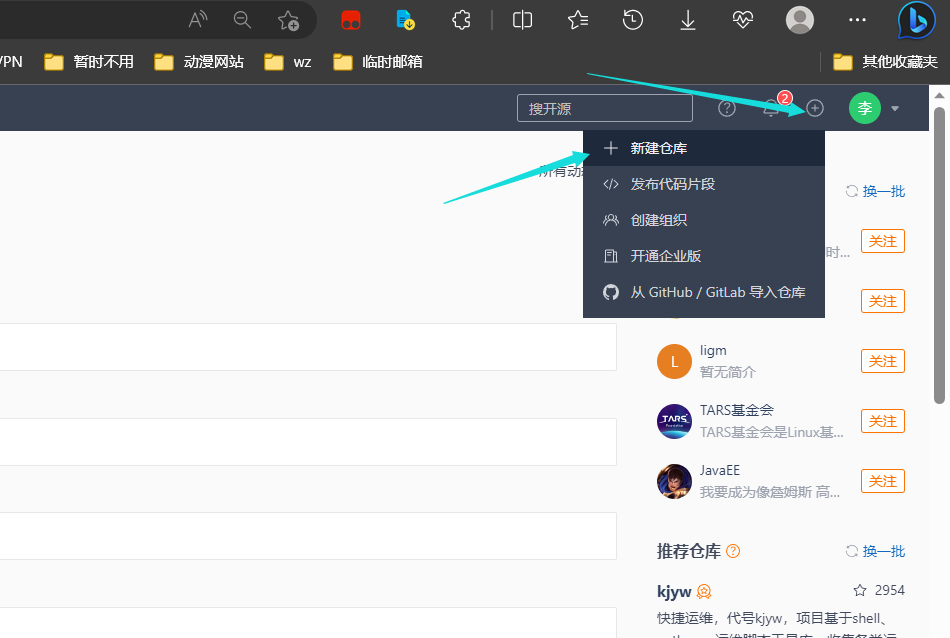 A
PN
暂时不用
动漫网站
wz
临时邮箱
其他收藏夹
搜开源
?
2
李
新建仓库
所有动
发布代码片段
换一批
创建组织
关注
开通企业版
时...
从 GitHub / GitLab 导入仓库
关注
L
ligm
暂无简介
关注
TARS
TARS基金会
TARS基金会是Linux基...
关注
JavaEE
我要成为像詹姆斯 高...
关注
推荐仓库
?
换一批
kjyw
2954
快捷运维，代号kjyw，项目基于shell、